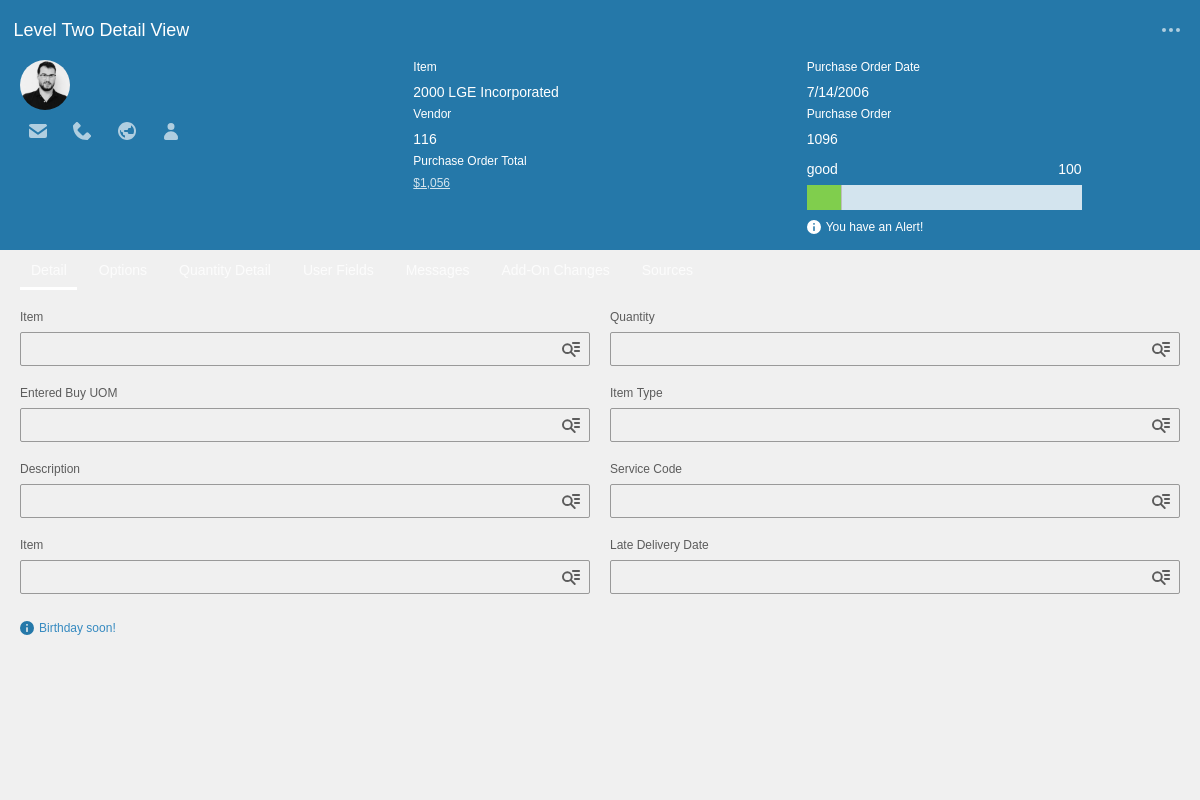 Level Two Detail View
Item
2000 LGE Incorporated
Vendor
116
Purchase Order Total
$1,056
Purchase Order Date
7/14/2006
Purchase Order
1096
good 100
You have an Alert!
Detail Options Quantity Detail User Fields Messages Add-On Changes Sources
Item Quantity
Entered Buy UOM Item Type
Description Service Code
Item Late Delivery Date
Birthday soon!